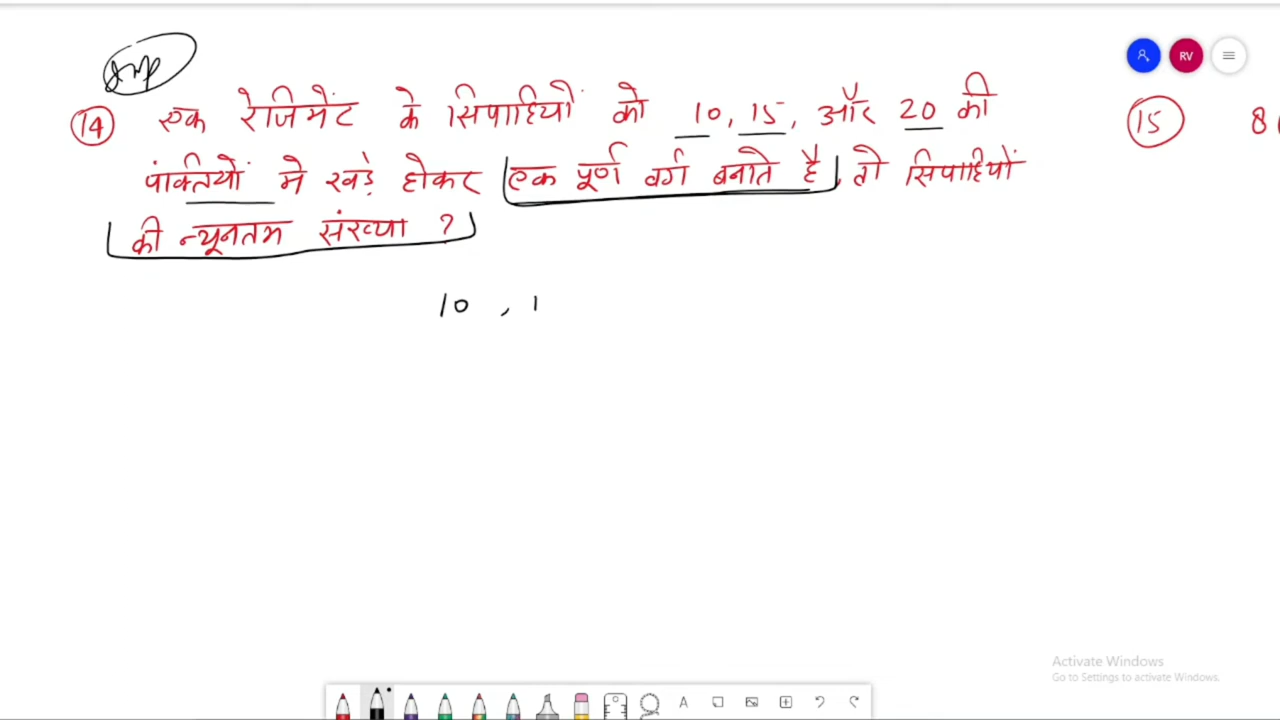 Imp
RV
14 एक रेजिमेंट के सिपाहियों को 10, 15, और 20 की
पंक्तियों मे खड़े होकर एक पूर्ण वर्ग बनाते है, तो सिपाहियों
की न्यूनतम संख्या ?
15 8
10 , 1
Activate Windows
Go to Settings to activate Windows.
A